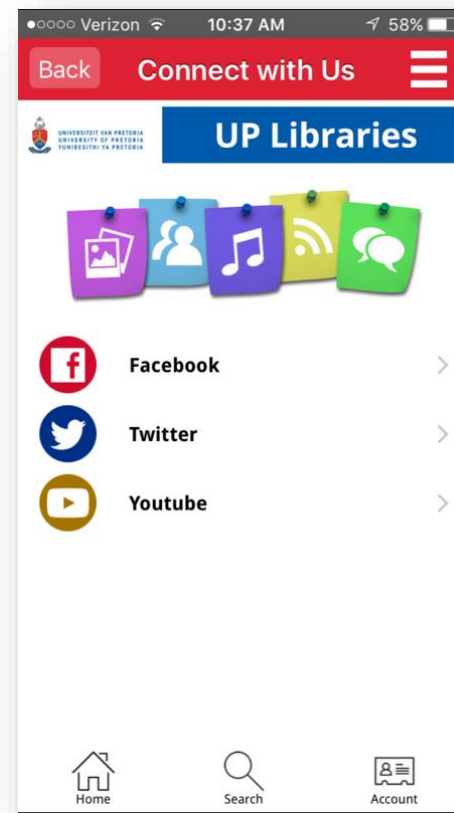 Verizon 10:37 AM 58%
Back Connect with Us
UNIVERSITEIT VAN PRETORIA
UNIVERSITY OF PRETORIA
YUNIBESITHI YA PRETORIA
UP Libraries
Facebook
Twitter
Youtube
Home Search Account